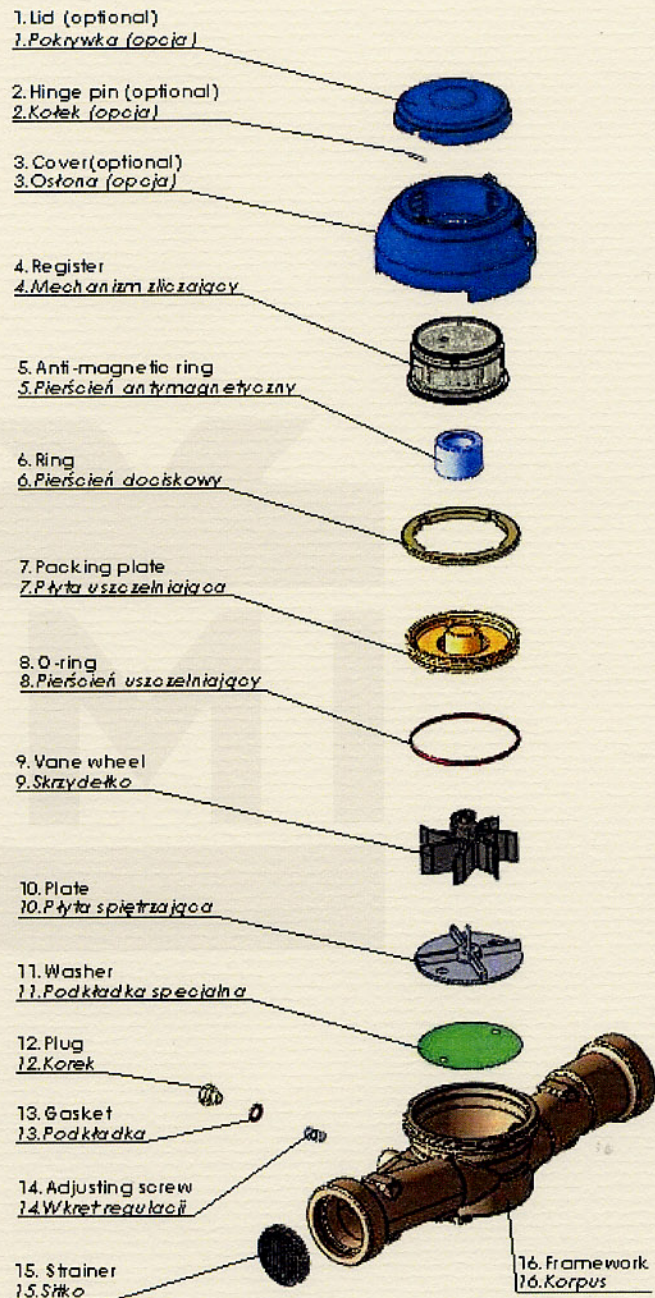 1. Lid (optional)
1. Pokrywka (opcja)
2. Hinge pin (optional)
2. Kołek (opcja)
3. Cover(optional)
3. Osłona (opcja)
4. Register
4. Mechanizm zliczający
5. Anti-magnetic ring
5. Pierścień antymagnetyczny
6. Ring
6. Pierścień dociskowy
7. Packing plate
7. Płyta uszczelniająca
8. O-ring
8. Pierścień uszczelniający
9. Vane wheel
9. Skrzydełko
10. Plate
10. Płyta spiętrzająca
11. Washer
11. Podkładka specjalna
12. Plug
12. Korek
13. Gasket
13. Podkładka
14. Adjusting screw
14. Wkręt regulacji
15. Strainer
15. Sitko
16. Framework
16. Korpus